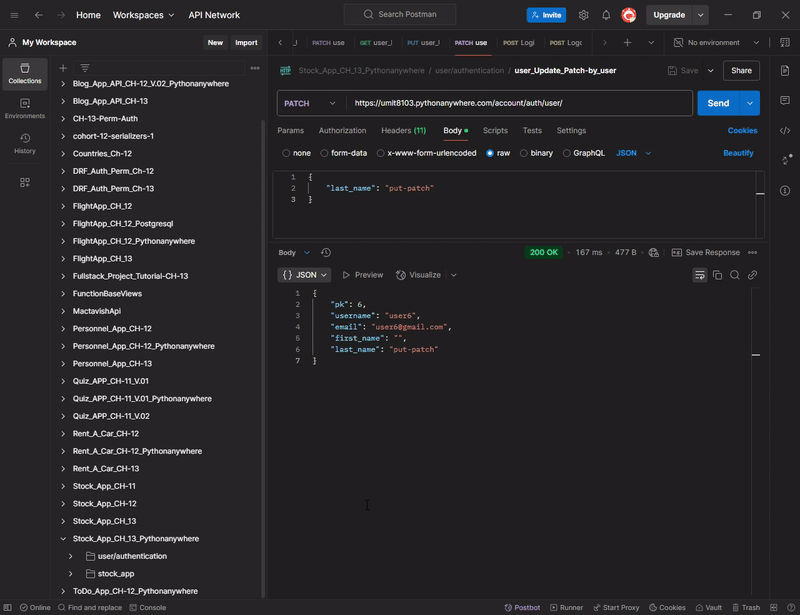 Home Workspaces API Network Search Postman Invite Upgrade
My Workspace New Import PATCH use GET user_l PUT user_l PATCH use POST Logi POST Logo No environment
Collections
Environments
History
Blog_App_API_CH-12_V.02_Pythonanywhere
Blog_App_API_CH-13
CH-13-Perm-Auth
cohort-12-serializers-1
Countries_Ch-12
DRF_Auth_Perm_Ch-12
DRF_Auth_Perm_Ch-13
FlightApp_CH_12
FlightApp_CH_12_Postgresql
FlightApp_CH_12_Pythonanywhere
FlightApp_CH_13
Fullstack_Project_Tutorial-CH-13
FunctionBaseViews
MactavishApi
Personnel_App_CH-12
Personnel_App_CH-12_Pythonanywhere
Personnel_App_CH-13
Quiz_APP_CH-11_V.01
Quiz_APP_CH-11_V.01_Pythonanywhere
Quiz_APP_CH-11_V.02
Rent_A_Car_CH-12
Rent_A_Car_CH-12_Pythonanywhere
Rent_A_Car_CH-13
Stock_App_CH-11
Stock_App_CH-12
Stock_App_CH_13
Stock_App_CH_13_Pythonanywhere
user/authentication
stock_app
ToDo_App_CH-12_Pythonanywhere
HTTP Stock_App_CH_13_Pythonanywhere / user/authentication / user_Update_Patch-by_user Save Share
PATCH https://umit8103.pythonanywhere.com/account/auth/user/ Send
Params Authorization Headers (11) Body Scripts Tests Settings Cookies
none form-data x-www-form-urlencoded raw binary GraphQL JSON Beautify
1 {
2 "last_name": "put-patch"
3 }
Body 200 OK 167 ms 477 B Save Response
{} JSON Preview Visualize
1 {
2 "pk": 6,
3 "username": "user6",
4 "email": "user6@gmail.com",
5 "first_name": "",
6 "last_name": "put-patch"
7 }
Online Find and replace Console Postbot Runner Start Proxy Cookies Vault Trash